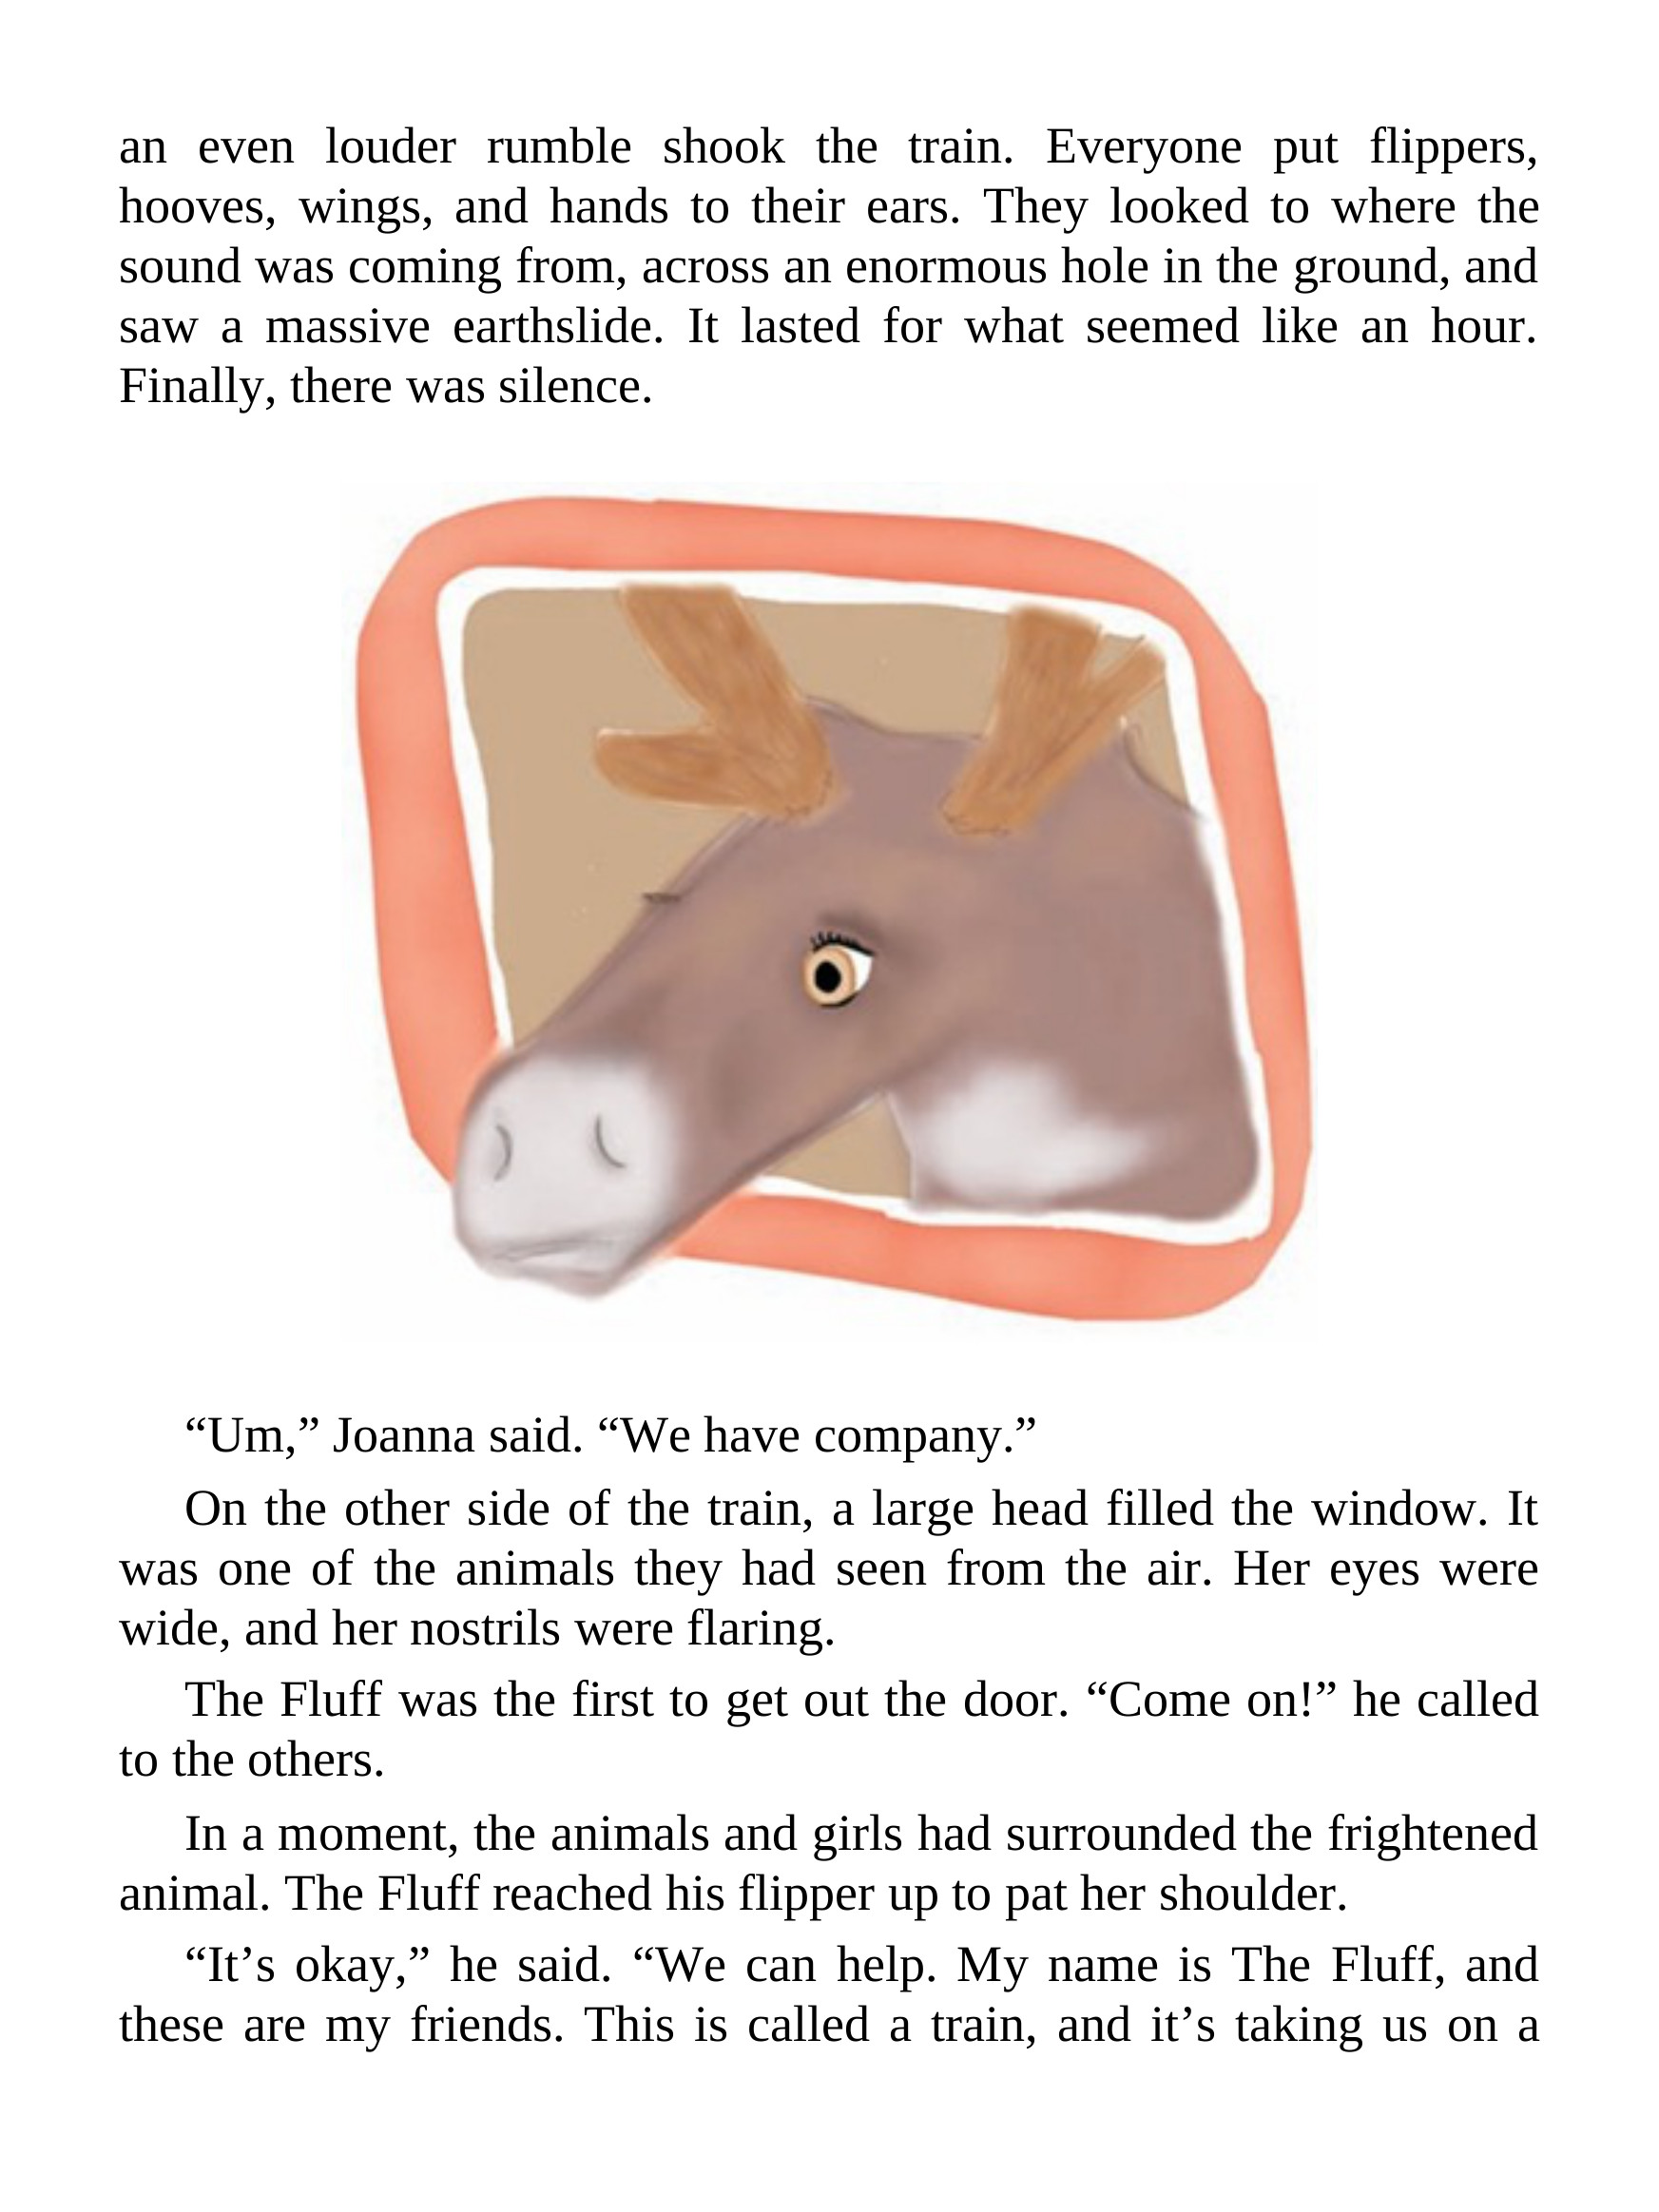 an even louder rumble shook the train. Everyone put flippers,
hooves, wings, and hands to their ears. They looked to where the
sound was coming from, across an enormous hole in the ground, and
saw a massive earthslide. It lasted for what seemed like an hour.
Finally, there was silence.
“Um,” Joanna said. “We have company.”
On the other side of the train, a large head filled the window. It
was one of the animals they had seen from the air. Her eyes were
wide, and her nostrils were flaring.
The Fluff was the first to get out the door. “Come on!” he called
to the others.
In a moment, the animals and girls had surrounded the frightened
animal. The Fluff reached his flipper up to pat her shoulder.
“It’s okay,” he said. “We can help. My name is The Fluff, and
these are my friends. This is called a train, and it’s taking us on a